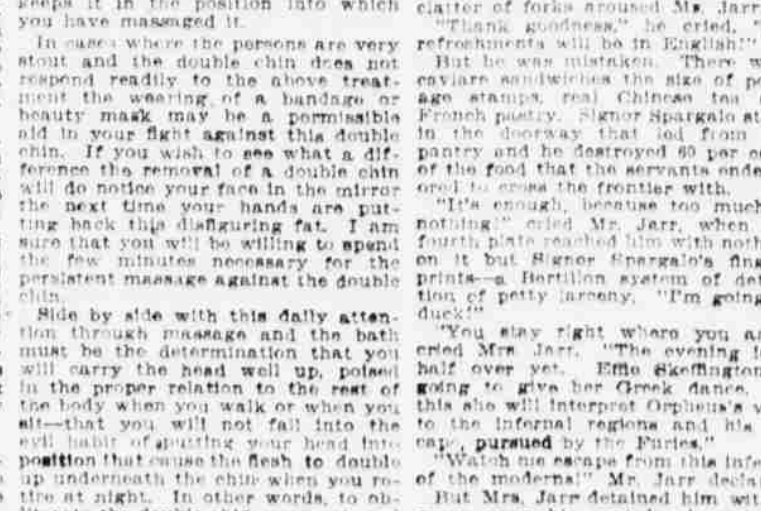 keeps it in the position into which
you have massaged it.
In cases where the persons are very
stout and the double chin does not
respond readily to the above treat-
ment the wearing of a bandage or
beauty mask may be a permissible
aid in your fight against this double
chin. If you wish to see what a dif-
ference the removal of a double chin
will do notice your face in the mirror
the next time your hands are put-
ting back this disfiguring fat. I am
sure that you will be willing to spend
the few minutes necessary for the
persistent massage against the double
chin.
Side by side with this daily atten-
tion through massage and the bath
must be the determination that you
will carry the head well up, poised
in the proper relation to the rest of
the body when you walk or when you
sit—that you will not fall into the
evil habit of putting your head into
position that cause the flesh to double
up underneath the chin when you re-
tire at night. In other words, to ob-
clatter of forks aroused Mr. Jarr
"Thank goodness," he cried, "
refreshments will be in English!"
But he was mistaken. There w
caviare sandwiches the size of po
age stamps, real Chinese tea
French pastry. Signor Spargalo st
in the doorway that led from
pantry and he destroyed 60 per ce
of the food that the servants ende
ored to cross the frontier with.
"It's enough, because too much
nothing!" cried Mr. Jarr, when
fourth plate reached him with noth
on it but Signor Spargalo's fing
prints—a Bertillon system of det
tion of petty larceny. "I'm going
duck!"
"You stay right where you ar
cried Mrs. Jarr. "The evening is
half over yet. Effie Skeffington
going to give her Greek dance.
this she will interpret Orpheus's v
to the infernal regions and his
cape, pursued by the Furies."
"Watch me escape from this infe
of the moderns!" Mr. Jarr declar
But Mrs. Jarr detained him wit